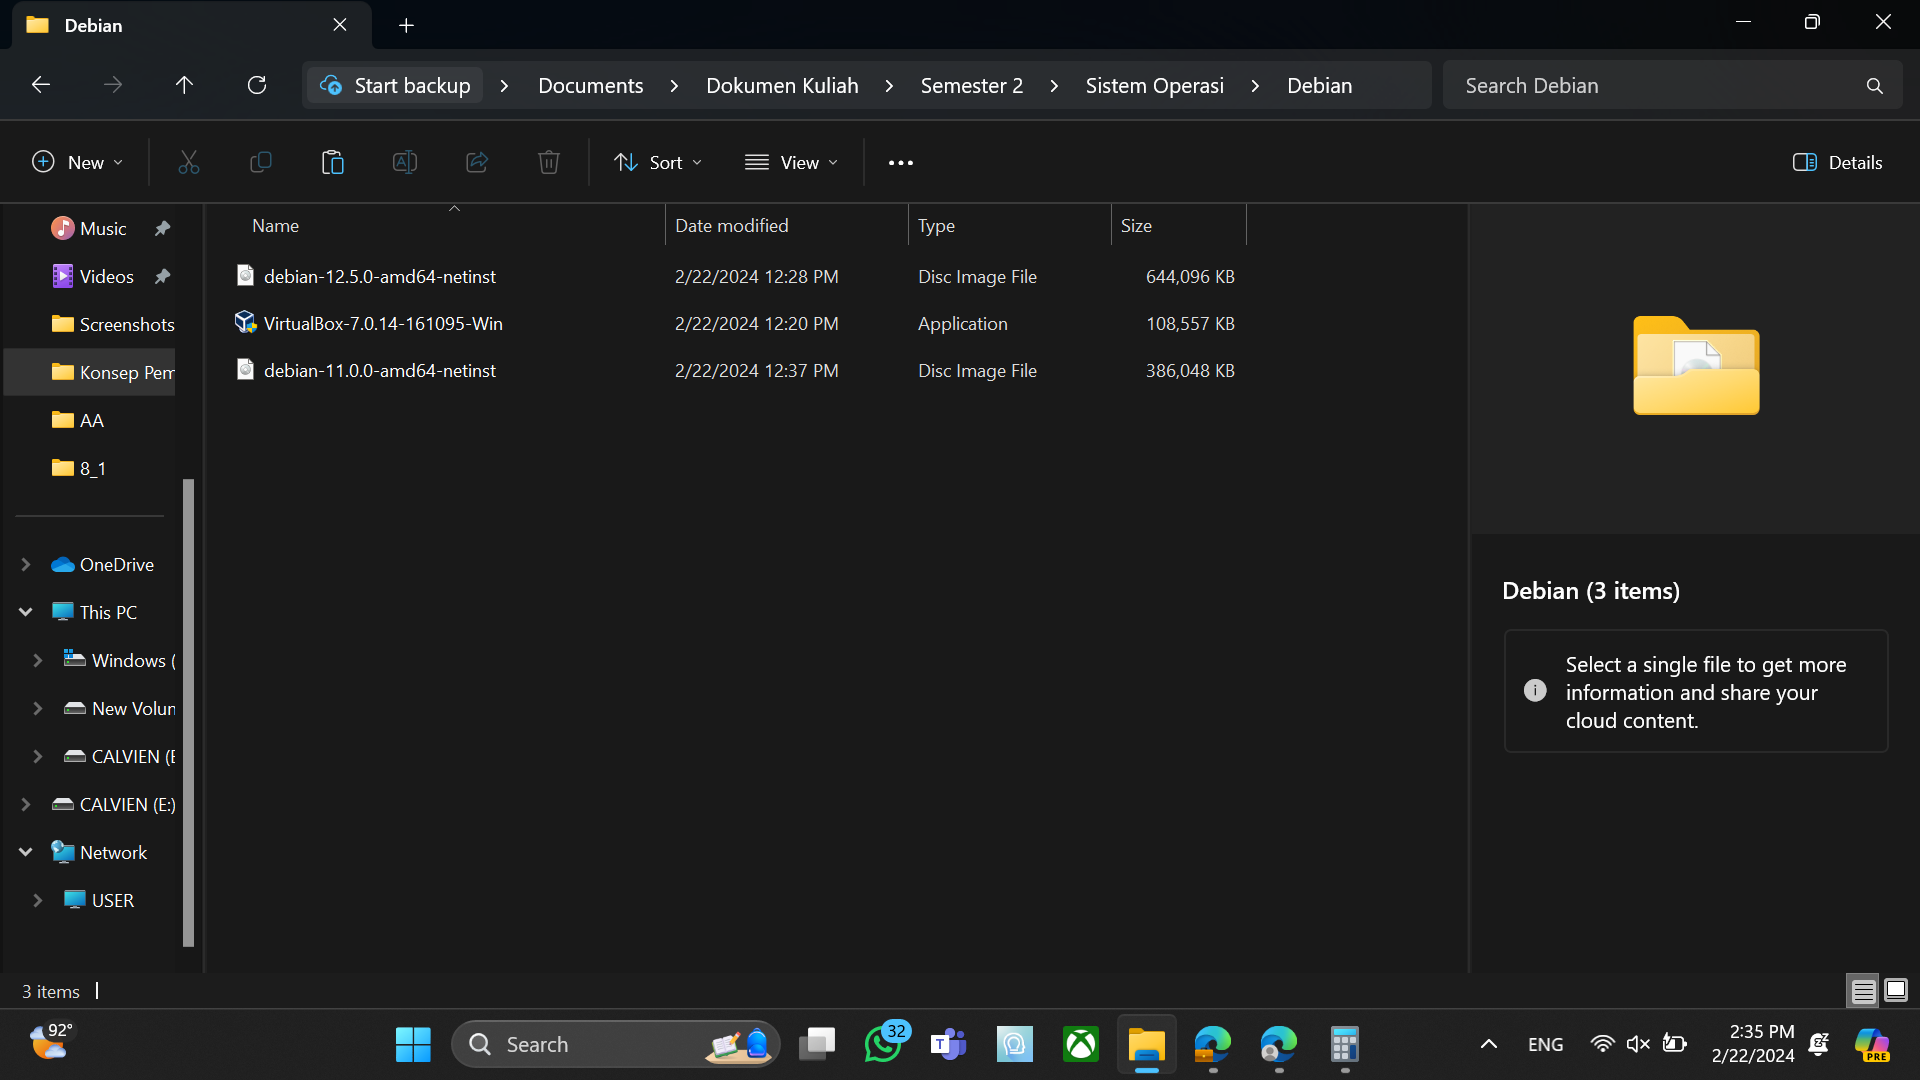 Debian
Start backup > Documents > Dokumen Kuliah > Semester 2 > Sistem Operasi > Debian
Search Debian
New
Sort
View
Details
Name Date modified Type Size
debian-12.5.0-amd64-netinst 2/22/2024 12:28 PM Disc Image File 644,096 KB
VirtualBox-7.0.14-161095-Win 2/22/2024 12:20 PM Application 108,557 KB
debian-11.0.0-amd64-netinst 2/22/2024 12:37 PM Disc Image File 386,048 KB
Music
Videos
Screenshots
Konsep Pem
AA
8_1
OneDrive
This PC
Windows (
New Volun
CALVIEN (E
CALVIEN (E:)
Network
USER
Debian (3 items)
Select a single file to get more
information and share your
cloud content.
3 items
92°
Search
32
T
ENG
2:35 PM
2/22/2024
PRE